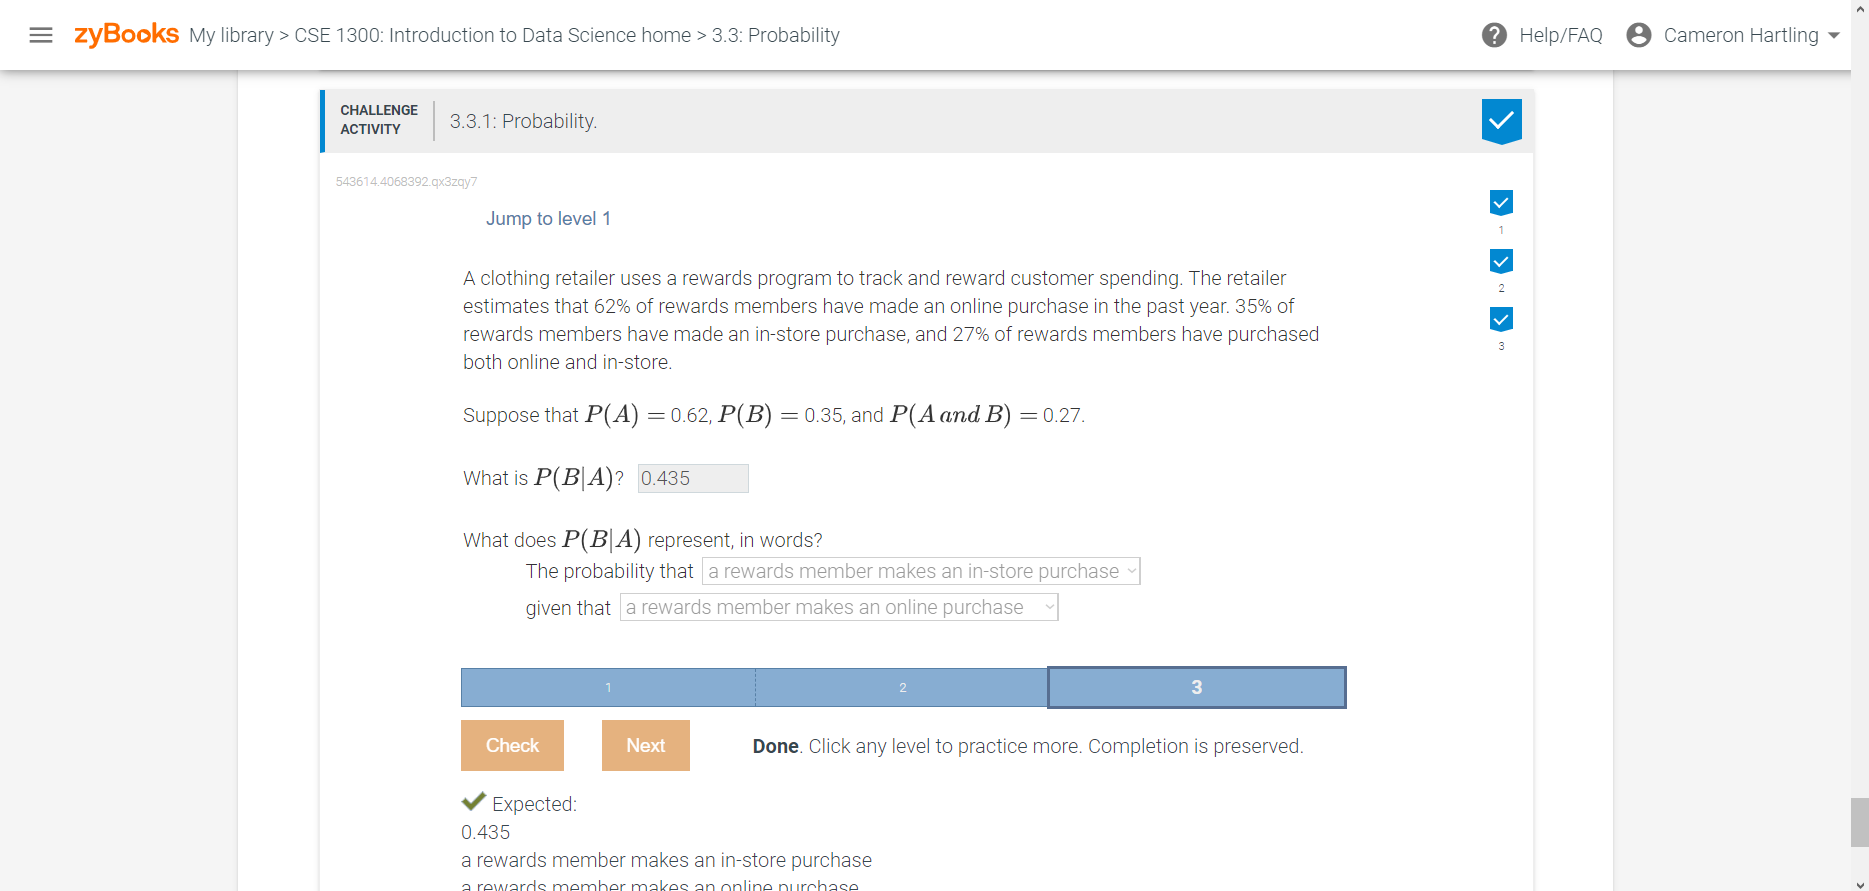 zyBooks My library > CSE 1300: Introduction to Data Science home > 3.3: Probability
? Help/FAQ Cameron Hartling
CHALLENGE
ACTIVITY
3.3.1: Probability.
543614.4068392.qx3zqy7
Jump to level 1
1
2
3
A clothing retailer uses a rewards program to track and reward customer spending. The retailer
estimates that 62% of rewards members have made an online purchase in the past year. 35% of
rewards members have made an in-store purchase, and 27% of rewards members have purchased
both online and in-store.
Suppose that P(A) = 0.62, P(B) = 0.35, and P(A and B) = 0.27.
What is P(B|A)? 0.435
What does P(B|A) represent, in words?
The probability that a rewards member makes an in-store purchase
given that a rewards member makes an online purchase
1 2 3
Check Next Done. Click any level to practice more. Completion is preserved.
Expected:
0.435
a rewards member makes an in-store purchase
a rewards member makes an online purchase